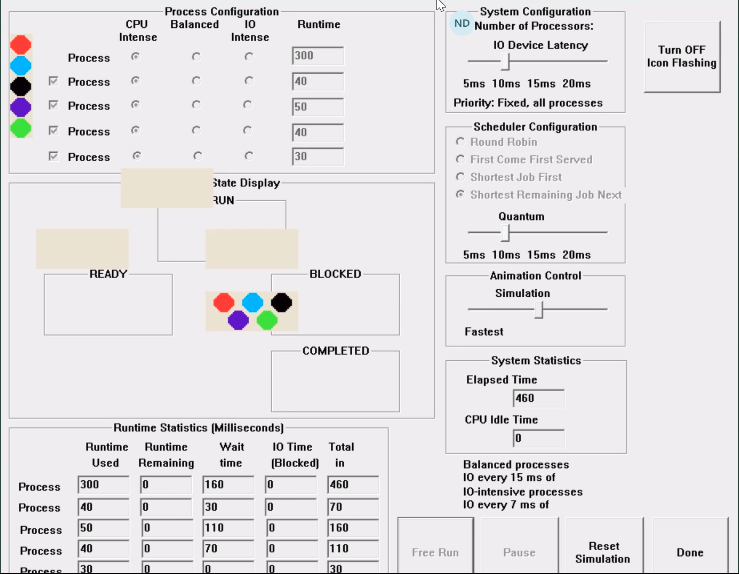 Process Configuration
CPU Intense
Balanced
IO Intense
Runtime
Process 300
Process 40
Process 50
Process 40
Process 30
State Display
RUN
READY
BLOCKED
COMPLETED
Runtime Statistics (Milliseconds)
Runtime Used
Runtime Remaining
Wait time
IO Time (Blocked)
Total in
Process 300 0 160 0 460
Process 40 0 30 0 70
Process 50 0 110 0 160
Process 40 0 70 0 110
Process 30 0 0 0 30
System Configuration
ND
Number of Processors:
IO Device Latency
5ms 10ms 15ms 20ms
Priority: Fixed, all processes
Scheduler Configuration
Round Robin
First Come First Served
Shortest Job First
Shortest Remaining Job Next
Quantum
5ms 10ms 15ms 20ms
Animation Control
Simulation
Fastest
System Statistics
Elapsed Time
460
CPU Idle Time
0
Balanced processes
IO every 15 ms of
IO-intensive processes
IO every 7 ms of
Turn OFF
Icon Flashing
Free Run
Pause
Reset
Simulation
Done